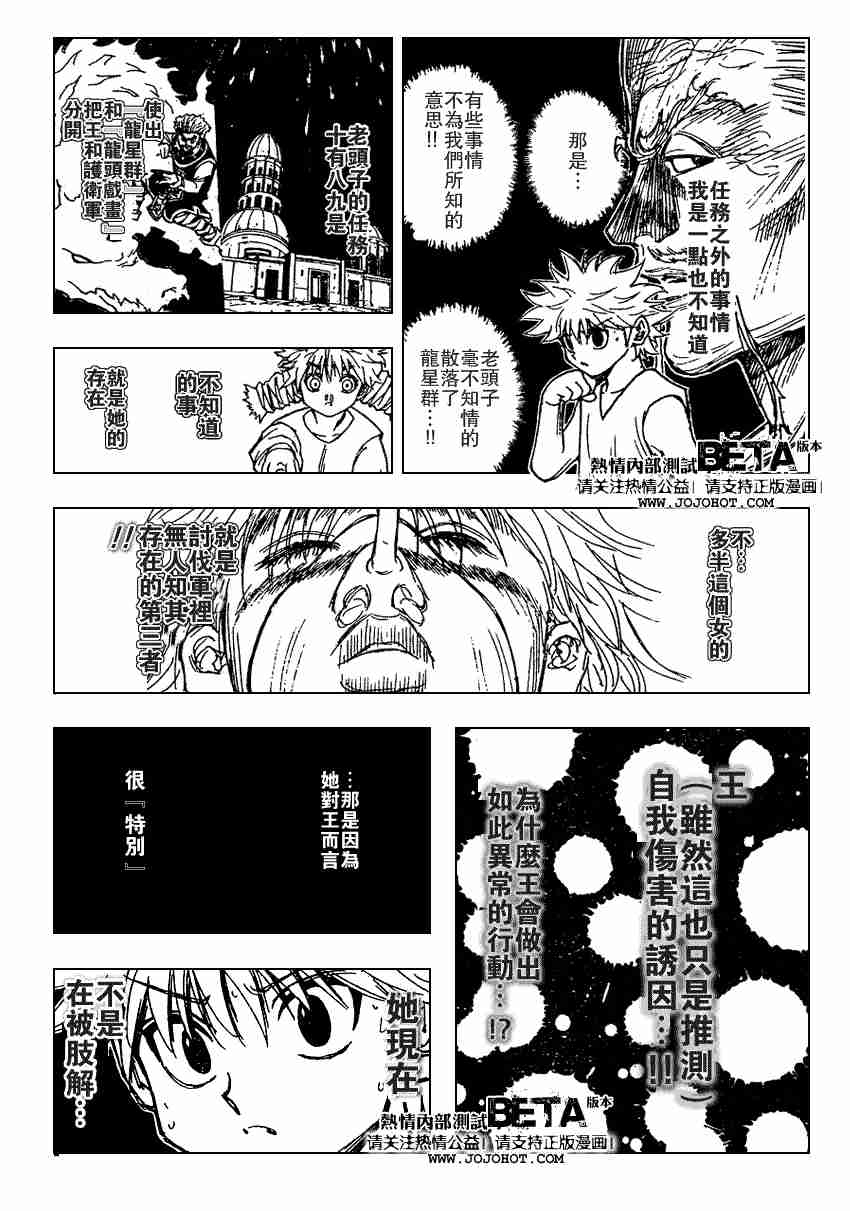 任務之外的事情
我是一點也不知道
那是…
有些事情
不為我們所知的
意思!!
老頭子
毫不知情的
散落了
龍星群…!!
老頭子的任務
十有八九是
使出
『龍星群』
和『龍頭戲畫』
把王和護衛軍
分開
不知道
的事
就是她的
存在
熱情內部測試BETA版本
请关注热情公益| 请支持正版漫画|
WWW.JOJOHOT.COM
不…
多半這個女的
就是
討伐軍裡
無人知其
存在的第三者
!!
王
(雖然這也只是推測)
自我傷害的誘因…!!
為什麼王會做出
如此異常的行動…!?
…那是因為
她對王而言
很『特別』
她現在
不是
在被肢解…
熱情內部測試BETA版本
请关注热情公益| 请支持正版漫画|
WWW.JOJOHOT.COM